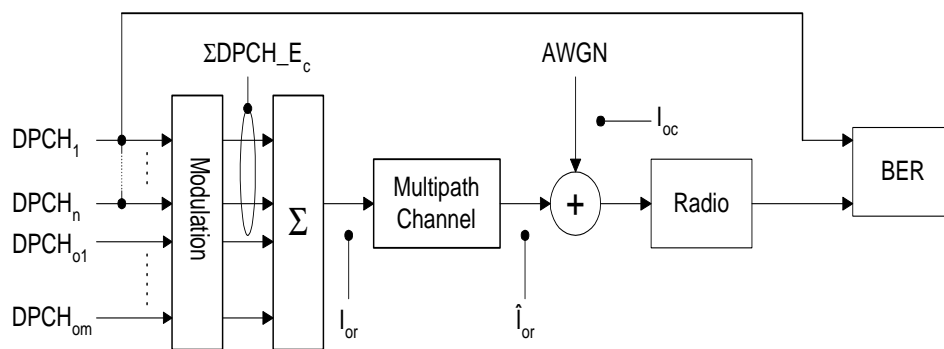 ΣDPCH_E_c
AWGN
I_oc
DPCH_1
DPCH_n
DPCH_o1
DPCH_om
Modulation
Σ
Multipath
Channel
+
Radio
BER
I_or
Î_or